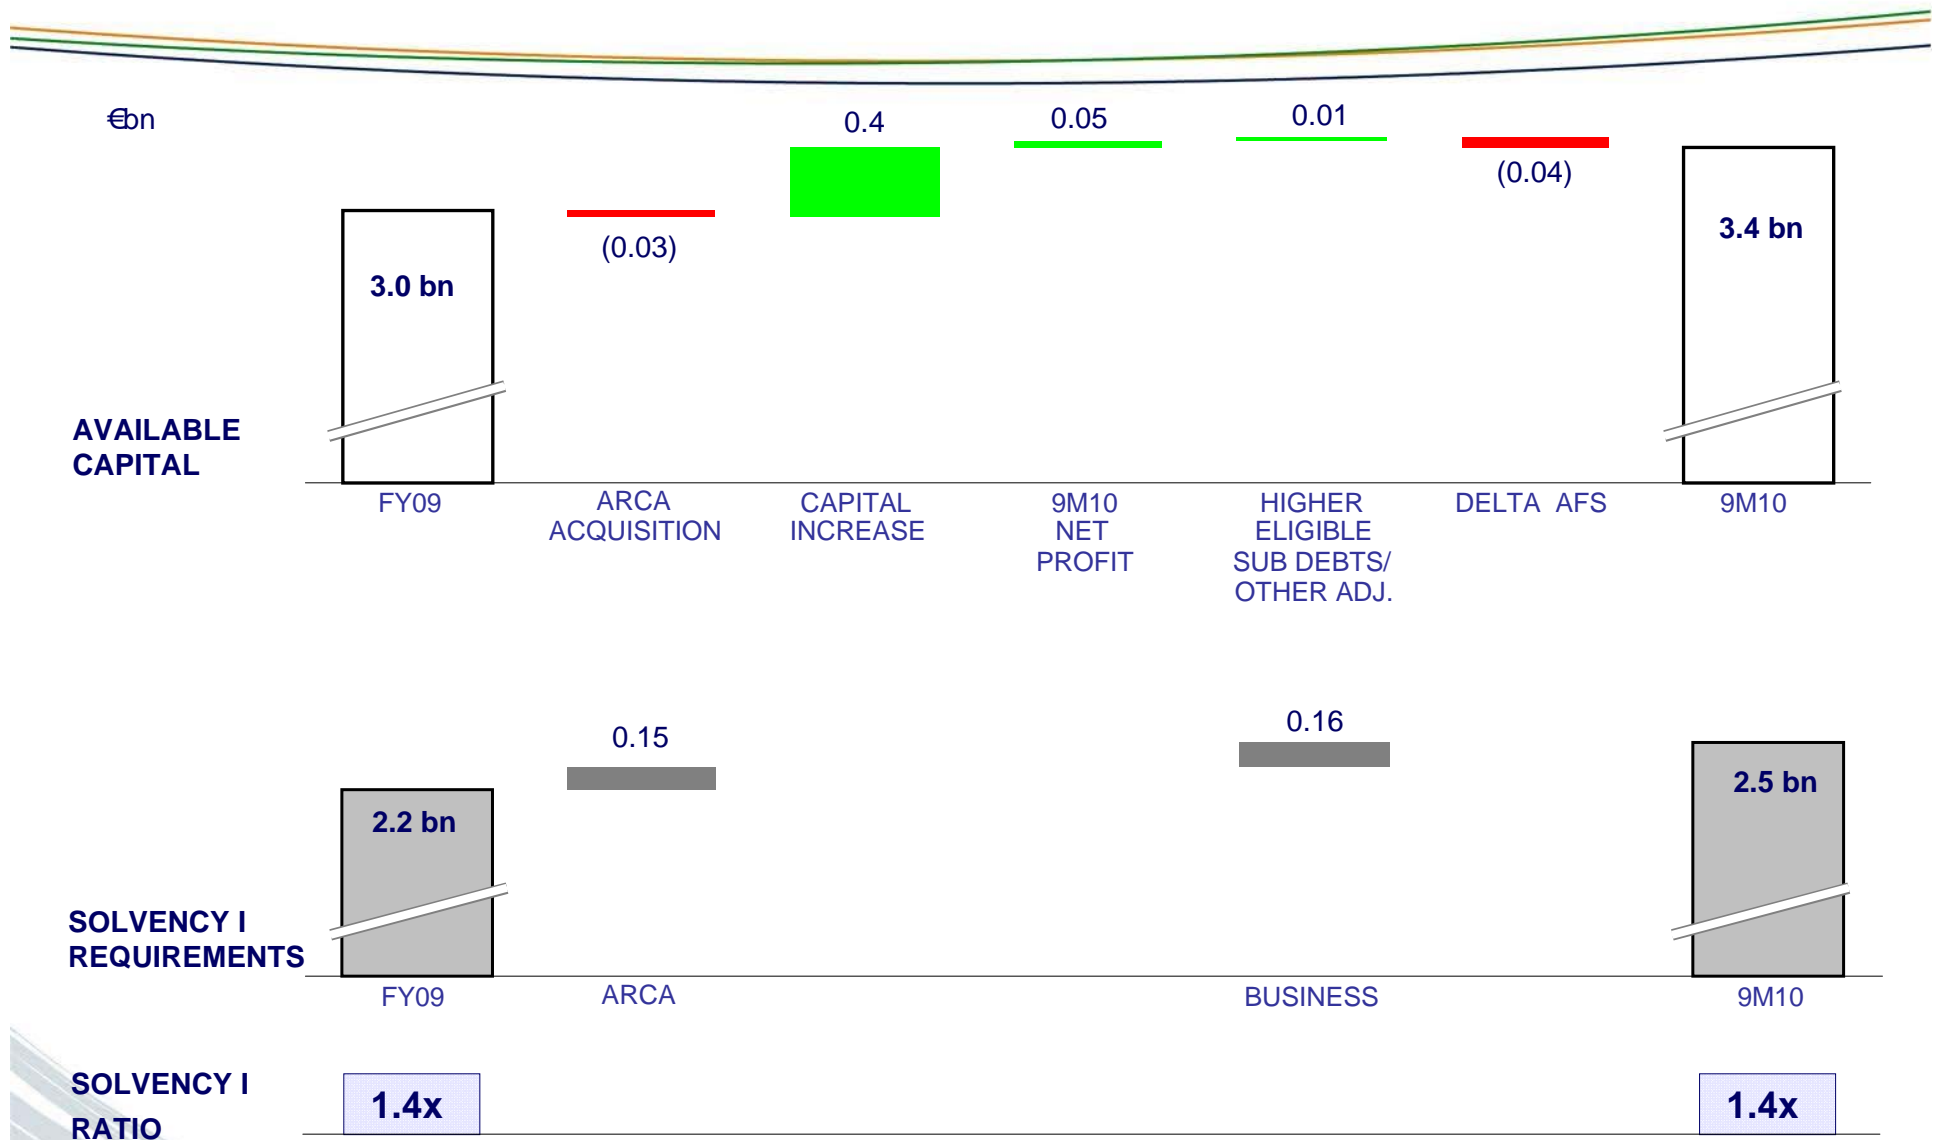 €bn
0.4
0.05
0.01
(0.03)
(0.04)
3.0 bn
3.4 bn
AVAILABLE
CAPITAL
FY09
ARCA
ACQUISITION
CAPITAL
INCREASE
9M10
NET
PROFIT
HIGHER
ELIGIBLE
SUB DEBTS/
OTHER ADJ.
DELTA AFS
9M10
0.15
0.16
2.2 bn
2.5 bn
SOLVENCY I
REQUIREMENTS
FY09
ARCA
BUSINESS
9M10
SOLVENCY I
RATIO
1.4x
1.4x